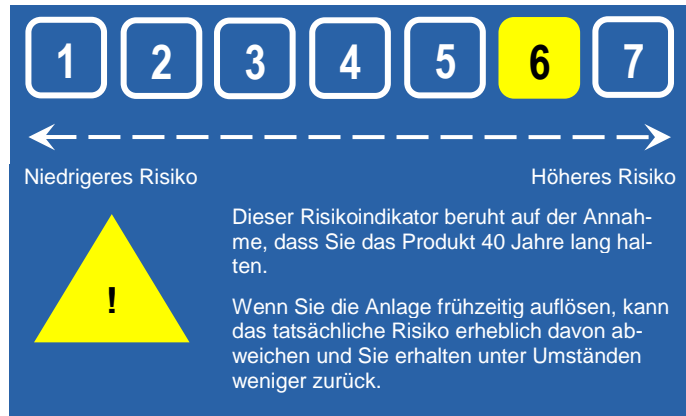 1 2 3 4 5 6 7
Niedrigeres Risiko Höheres Risiko
Dieser Risikoindikator beruht auf der Annah-
me, dass Sie das Produkt 40 Jahre lang hal-
ten.
!
Wenn Sie die Anlage frühzeitig auflösen, kann
das tatsächliche Risiko erheblich davon ab-
weichen und Sie erhalten unter Umständen
weniger zurück.